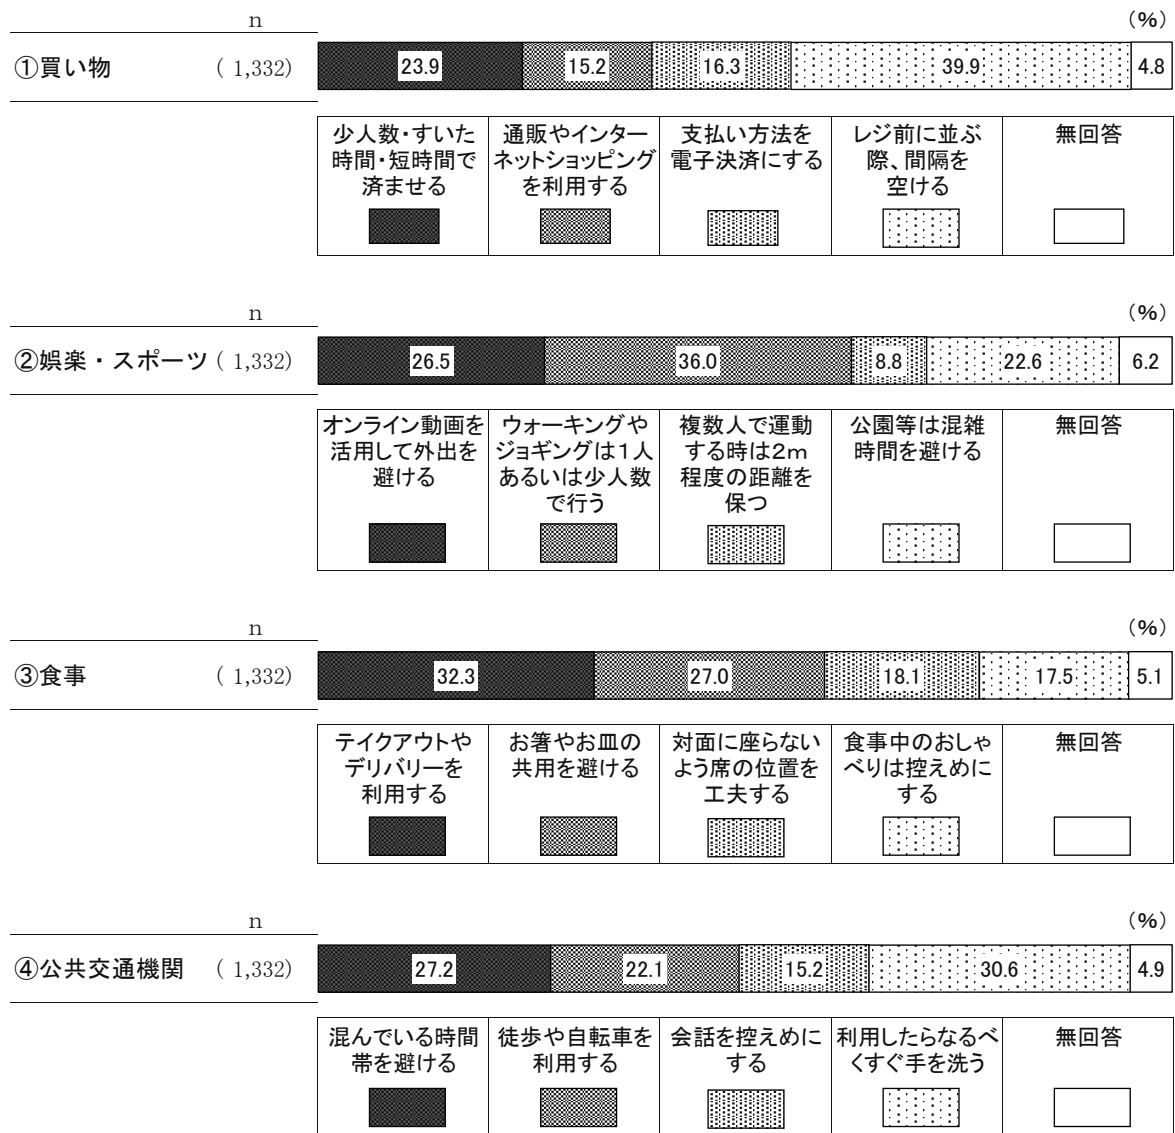 n (%)
①買い物 ( 1,332) 23.9 15.2 16.3 39.9 4.8
少人数・すいた 通販やインター 支払い方法を レジ前に並ぶ 無回答
時間・短時間で ネットショッピング 電子決済にする 際、間隔を
済ませる を利用する 空ける
n (%)
②娯楽・スポーツ ( 1,332) 26.5 36.0 8.8 22.6 6.2
オンライン動画を ウォーキングや 複数人で運動 公園等は混雑 無回答
活用して外出を ジョギングは1人 する時は2m 時間を避ける
避ける あるいは少人数 程度の距離を
で行う 保つ
n (%)
③食事 ( 1,332) 32.3 27.0 18.1 17.5 5.1
テイクアウトや お箸やお皿の 対面に座らない 食事中のおしゃ 無回答
デリバリーを 共用を避ける よう席の位置を べりは控えめに
利用する 工夫する する
n (%)
④公共交通機関 ( 1,332) 27.2 22.1 15.2 30.6 4.9
混んでいる時間 徒歩や自転車を 会話を控えめに 利用したらなるべ 無回答
帯を避ける 利用する する くすぐ手を洗う